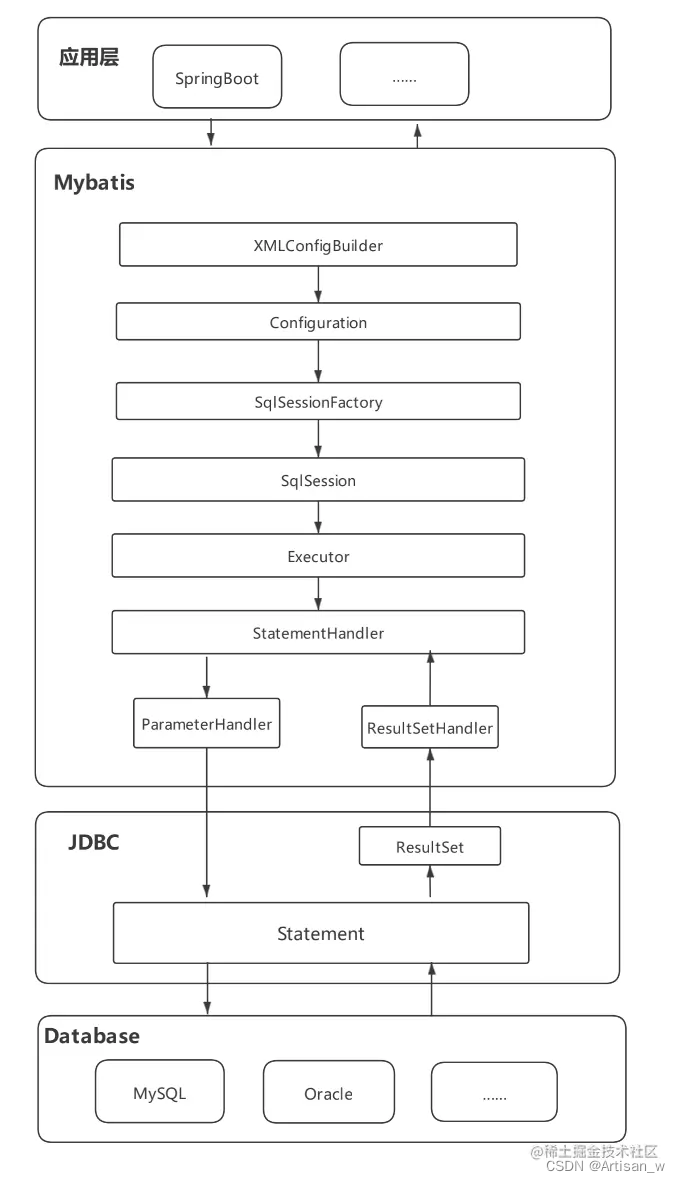 应用层
SpringBoot
......
Mybatis
XMLConfigBuilder
Configuration
SqlSessionFactory
SqlSession
Executor
StatementHandler
ParameterHandler
ResultSetHandler
JDBC
ResultSet
Statement
Database
MySQL
Oracle
......
@稀土掘金技术社区
CSDN @Artisan_w